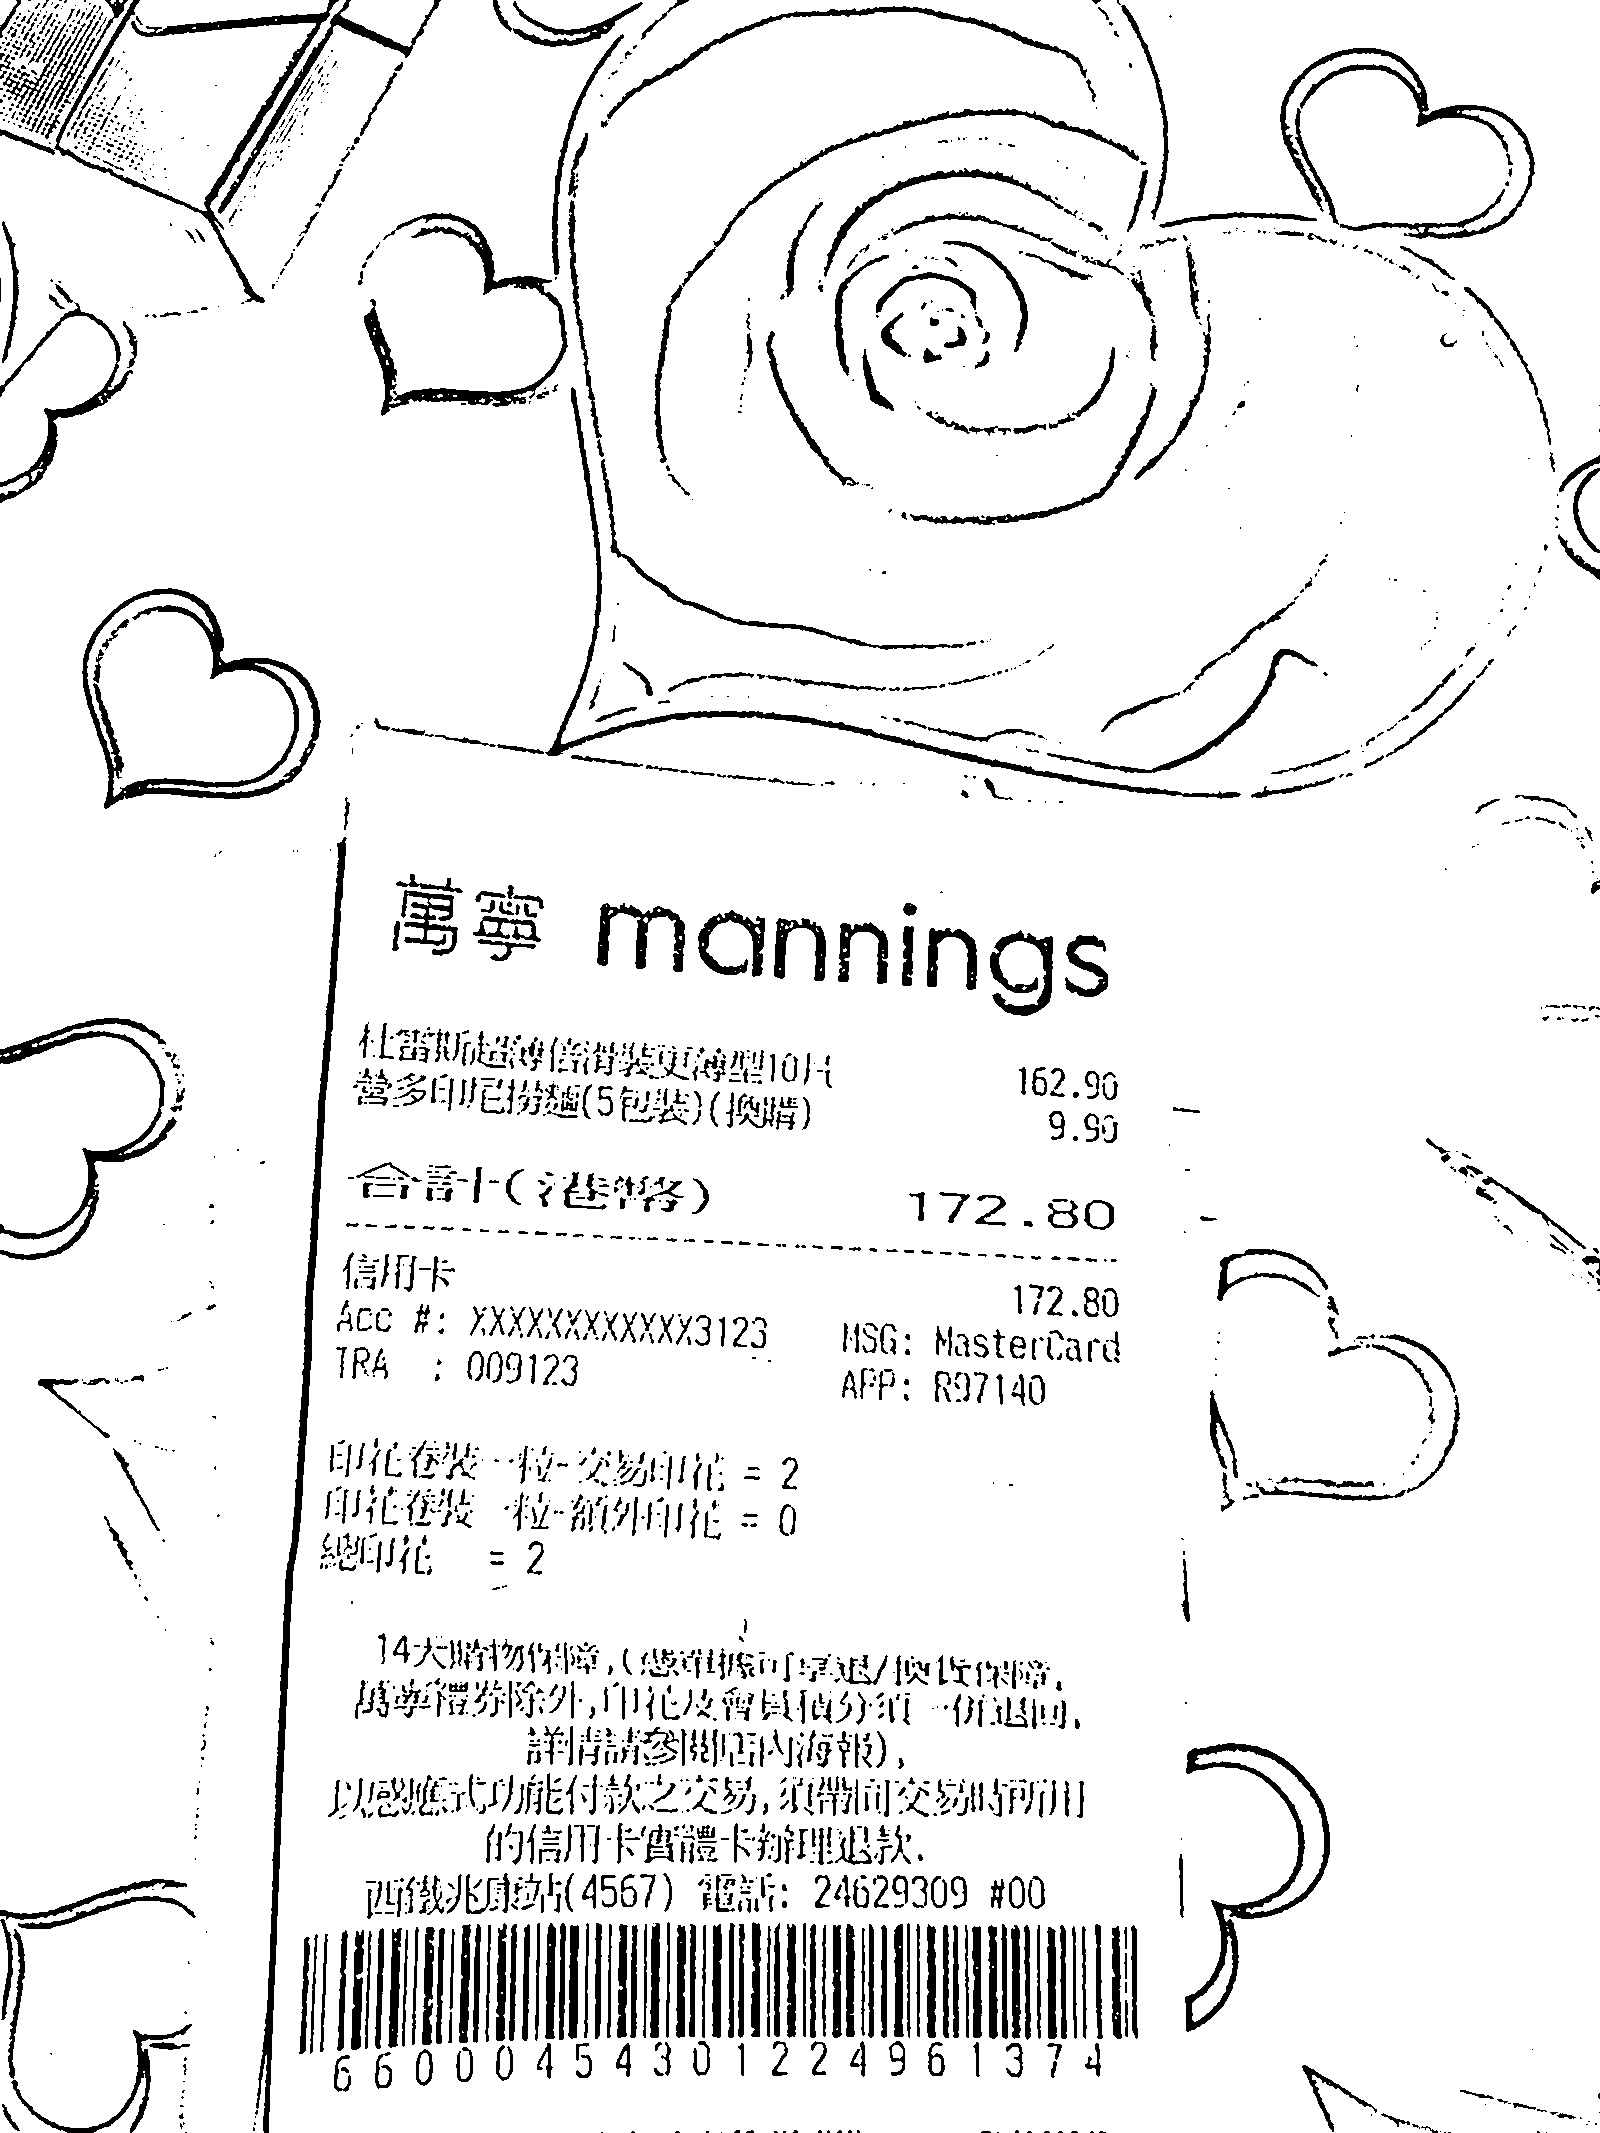 萬寧 mannings
杜雷斯超薄倍滑裝更薄型10片 162.90
營多印尼撈麵(5包裝)(換購) 9.90
合計(港幣) 172.80
信用卡 172.80
Acc #: XXXXXXXXXXXX3123 MSG: MasterCard
TRA : 009123 APP: R97140
印花卷裝一粒-交易印花 = 2
印花卷裝一粒-額外印花 = 0
總印花 = 2
14天購物保障,(憑單據可享退/換貨保障,
萬寧禮券除外,印花及會員積分須一併退回,
詳情請參閱店內海報),
以感應式功能付款之交易,須帶同交易時所用
的信用卡實體卡辦理退款.
西鐵兆康站(4567) 電話: 24629309 #00
66000454301224961374